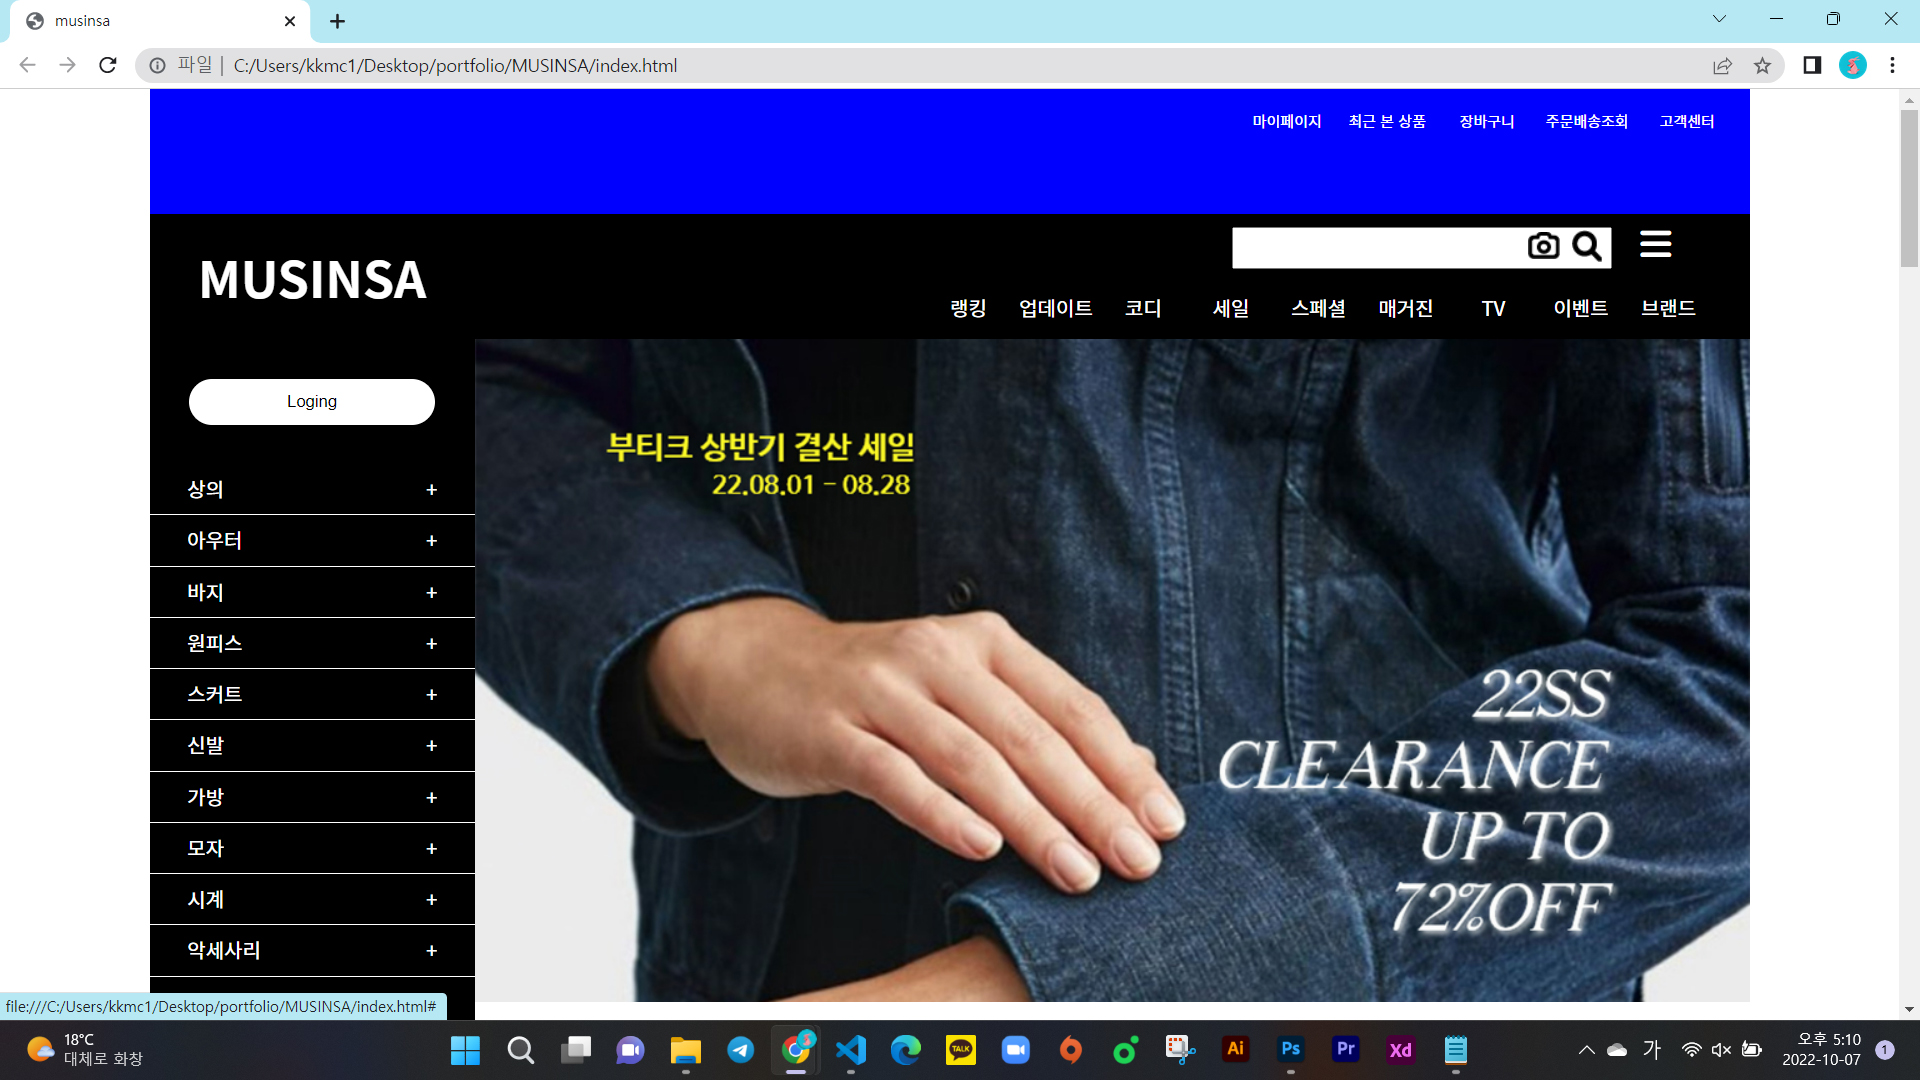 musinsa
파일 | C:/Users/kkmc1/Desktop/portfolio/MUSINSA/index.html
마이페이지 최근 본 상품 장바구니 주문배송조회 고객센터
MUSINSA
랭킹 업데이트 코디 세일 스페셜 매거진 TV 이벤트 브랜드
Loging
부티크 상반기 결산 세일
22.08.01 - 08.28
상의 +
아우터 +
바지 +
원피스 +
스커트 +
신발 +
가방 +
모자 +
시계 +
악세사리 +
22SS
CLEARANCE
UP TO
72%OFF
file:///C:/Users/kkmc1/Desktop/portfolio/MUSINSA/index.html#
18°C
대체로 화창
TALK
Ai
Ps
Pr
Xd
가
오후 5:10
2022-10-07
1